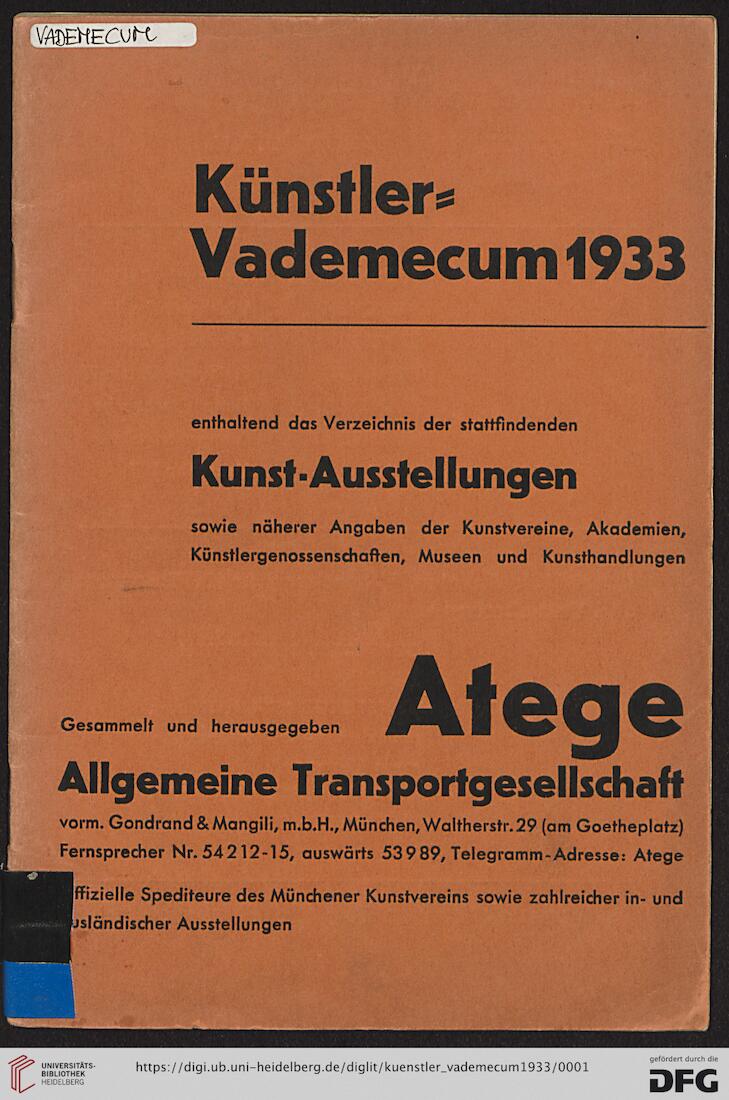 VADEMECUM
Künstler=
Vademecum 1933
enthaltend das Verzeichnis der stattfindenden
Kunst-Ausstellungen
sowie näherer Angaben der Kunstvereine, Akademien,
Künstlergenossenschaften, Museen und Kunsthandlungen
Gesammelt und herausgegeben Atege
Allgemeine Transportgesellschaft
vorm. Gondrand & Mangili, m.b.H., München, Waltherstr. 29 (am Goetheplatz)
Fernsprecher Nr. 54212-15, auswärts 53989, Telegramm-Adresse: Atege
ffizielle Spediteure des Münchener Kunstvereins sowie zahlreicher in- und
usländischer Ausstellungen
UNIVERSITÄTS-
BIBLIOTHEK
HEIDELBERG
https://digi.ub.uni-heidelberg.de/diglit/kuenstler_vademecum1933/0001
gefördert durch die
DFG